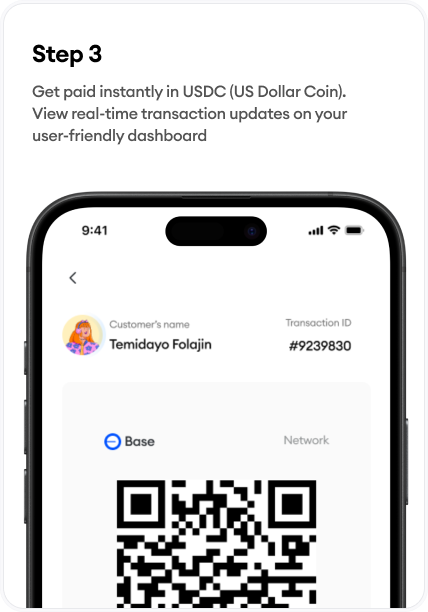 Step 3
Get paid instantly in USDC (US Dollar Coin).
View real-time transaction updates on your
user-friendly dashboard
9:41
Customer's name
Transaction ID
Temidayo Folajin
#9239830
Base
Network